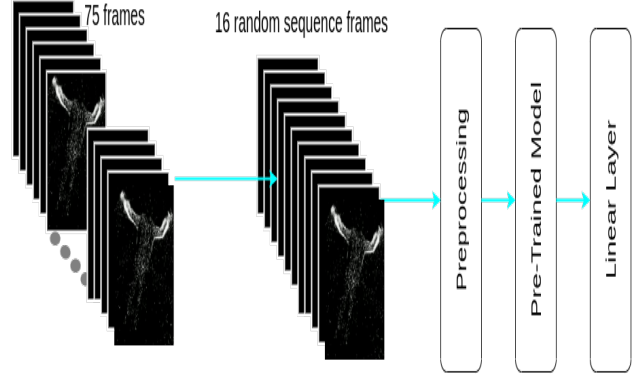 75 frames
16 random sequence frames
Preprocessing
Pre-Trained Model
Linear Layer